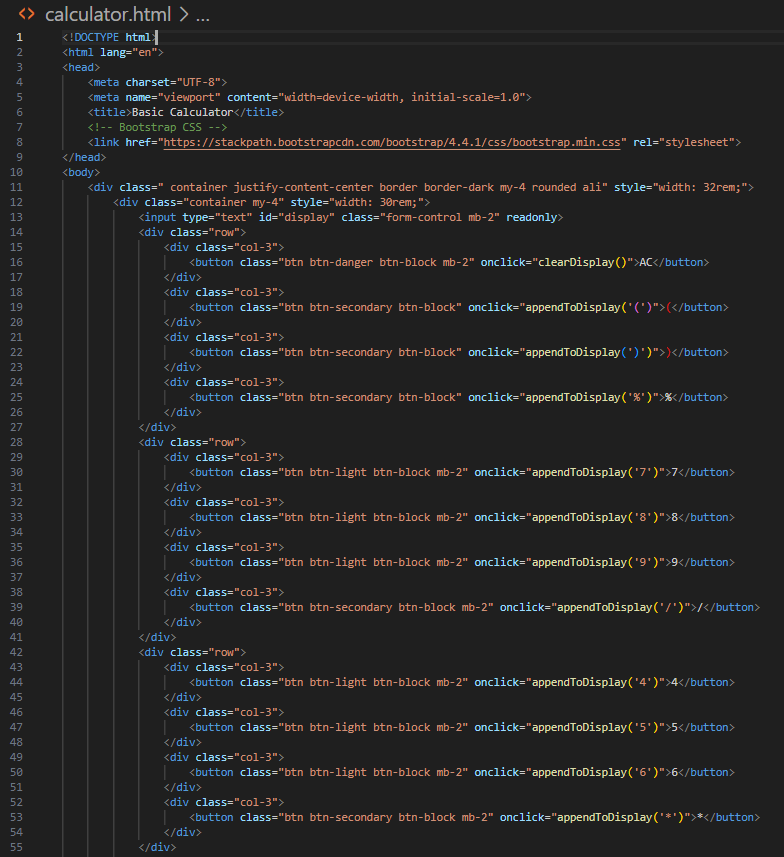 <> calculator.html > ...
1 <!DOCTYPE html>
2 <html lang="en">
3 <head>
4     <meta charset="UTF-8">
5     <meta name="viewport" content="width=device-width, initial-scale=1.0">
6     <title>Basic Calculator</title>
7     <!-- Bootstrap CSS -->
8     <link href="https://stackpath.bootstrapcdn.com/bootstrap/4.4.1/css/bootstrap.min.css" rel="stylesheet">
9 </head>
10 <body>
11     <div class=" container justify-content-center border border-dark my-4 rounded ali" style="width: 32rem;">
12         <div class="container my-4" style="width: 30rem;">
13             <input type="text" id="display" class="form-control mb-2" readonly>
14             <div class="row">
15                 <div class="col-3">
16                     <button class="btn btn-danger btn-block mb-2" onclick="clearDisplay()">AC</button>
17                 </div>
18                 <div class="col-3">
19                     <button class="btn btn-secondary btn-block" onclick="appendToDisplay('(')">(</button>
20                 </div>
21                 <div class="col-3">
22                     <button class="btn btn-secondary btn-block" onclick="appendToDisplay(')')">)</button>
23                 </div>
24                 <div class="col-3">
25                     <button class="btn btn-secondary btn-block" onclick="appendToDisplay('%')">%</button>
26                 </div>
27             </div>
28             <div class="row">
29                 <div class="col-3">
30                     <button class="btn btn-light btn-block mb-2" onclick="appendToDisplay('7')">7</button>
31                 </div>
32                 <div class="col-3">
33                     <button class="btn btn-light btn-block mb-2" onclick="appendToDisplay('8')">8</button>
34                 </div>
35                 <div class="col-3">
36                     <button class="btn btn-light btn-block mb-2" onclick="appendToDisplay('9')">9</button>
37                 </div>
38                 <div class="col-3">
39                     <button class="btn btn-secondary btn-block mb-2" onclick="appendToDisplay('/')">/</button>
40                 </div>
41             </div>
42             <div class="row">
43                 <div class="col-3">
44                     <button class="btn btn-light btn-block mb-2" onclick="appendToDisplay('4')">4</button>
45                 </div>
46                 <div class="col-3">
47                     <button class="btn btn-light btn-block mb-2" onclick="appendToDisplay('5')">5</button>
48                 </div>
49                 <div class="col-3">
50                     <button class="btn btn-light btn-block mb-2" onclick="appendToDisplay('6')">6</button>
51                 </div>
52                 <div class="col-3">
53                     <button class="btn btn-secondary btn-block mb-2" onclick="appendToDisplay('*')">*</button>
54                 </div>
55             </div>